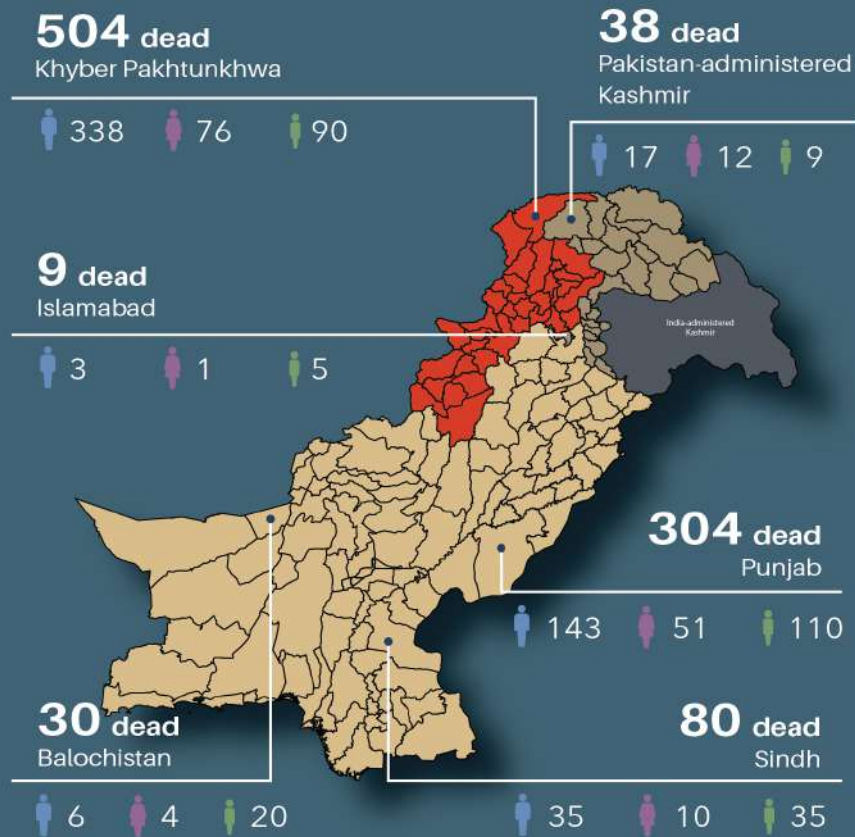 504 dead
Khyber Pakhtunkhwa
338 76 90
38 dead
Pakistan-administered
Kashmir
17 12 9
9 dead
Islamabad
3 1 5
India-administered
Kashmir
304 dead
Punjab
143 51 110
30 dead
Balochistan
6 4 20
80 dead
Sindh
35 10 35